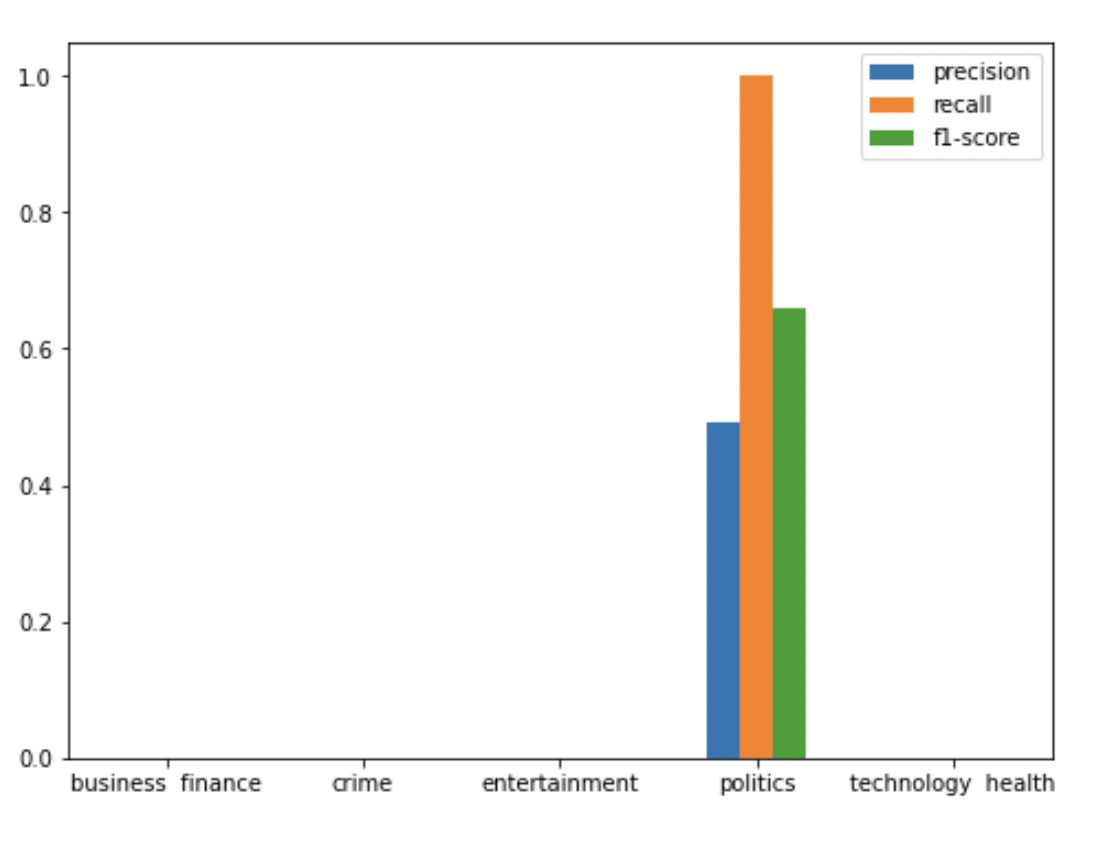 1.0
0.8
0.6
0.4
0.2
0.0
precision
recall
f1-score
business finance crime entertainment politics technology health